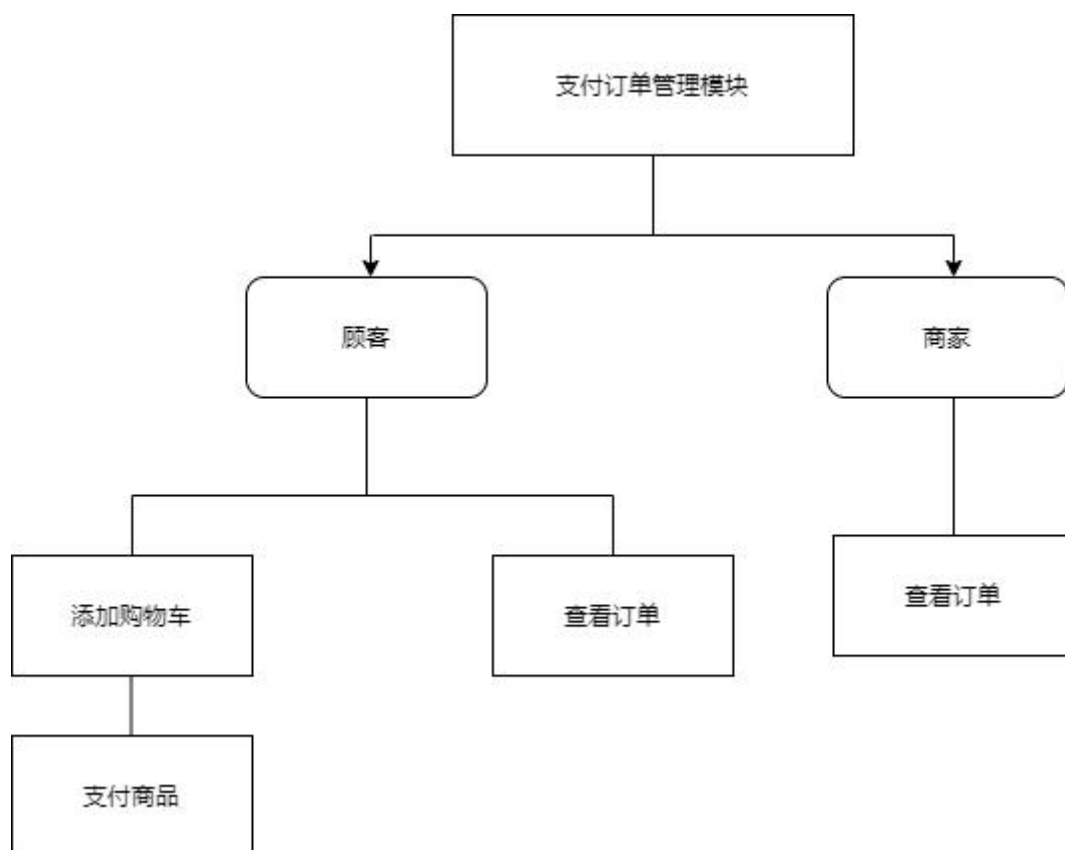 支付订单管理模块
顾客
商家
添加购物车
查看订单
查看订单
支付商品